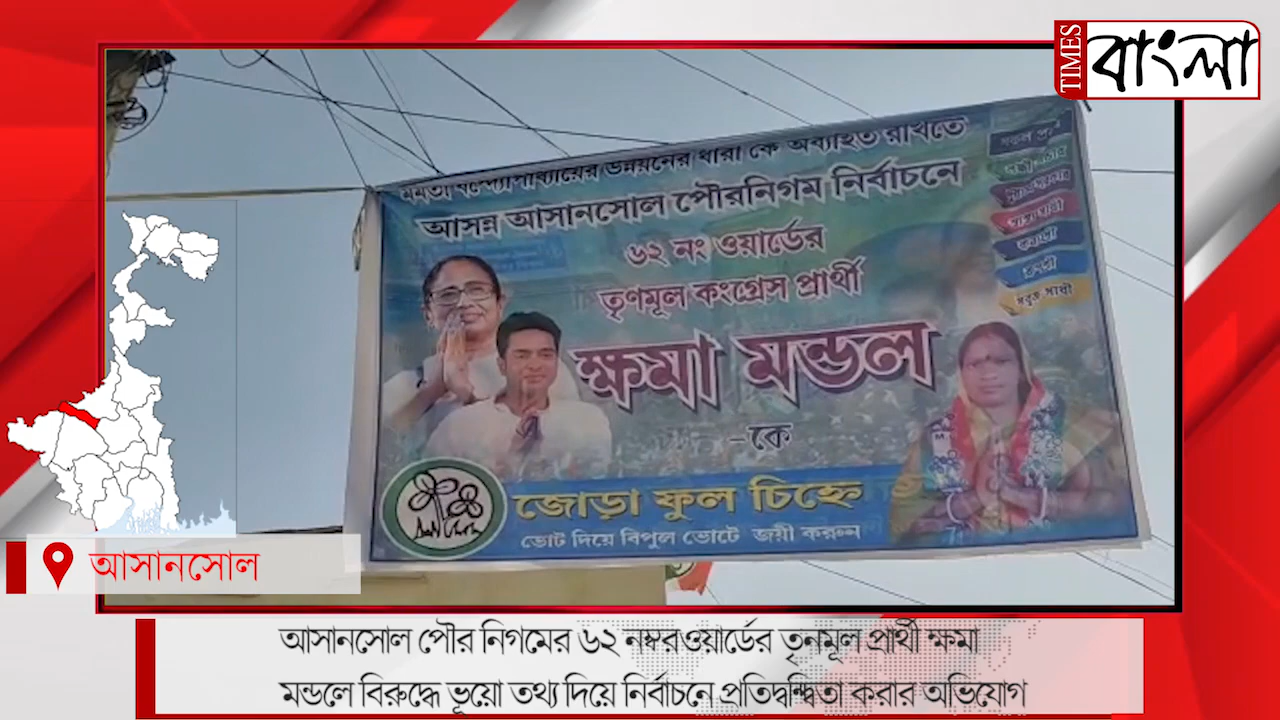 TIMES বাংলা
মমতা বন্দ্যোপাধ্যায়ের উন্নয়নের ধারা কে অব্যাহত রাখতে
আসন্ন আসানসোল পৌরনিগম নির্বাচনে
৬২ নং ওয়ার্ডের
তৃণমূল কংগ্রেস প্রার্থী
ক্ষমা মন্ডল
-কে
জোড়া ফুল চিহ্নে
ভোট দিয়ে বিপুল ভোটে জয়ী করুন
সবুজ সাথী
আসানসোল
আসানসোল পৌর নিগমের ৬২ নম্বরওয়ার্ডের তৃনমূল প্রার্থী ক্ষমা
মন্ডলে বিরুদ্ধে ভূয়ো তথ্য দিয়ে নির্বাচনে প্রতিদ্বন্দ্বিতা করার অভিযোগ